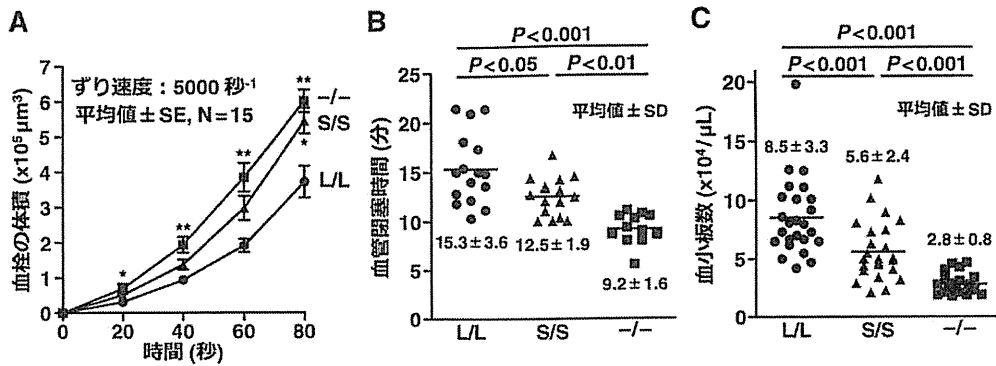 A
血栓の体積 (x10⁵ μm³)
7
6
5
4
3
2
1
0
ずり速度：5000 秒⁻¹
平均値±SE, N=15
*
**
**
**
*
−/−
S/S
L/L
0 20 40 60 80
時間 (秒)
B
P<0.001
P<0.05 P<0.01
血管閉塞時間 (分)
25
20
15
10
5
0
平均値±SD
15.3±3.6
12.5±1.9
9.2±1.6
L/L S/S −/−
C
P<0.001
P<0.001 P<0.001
血小板数 (x10⁴/μL)
20
15
10
5
0
平均値±SD
8.5±3.3
5.6±2.4
2.8±0.8
L/L S/S −/−